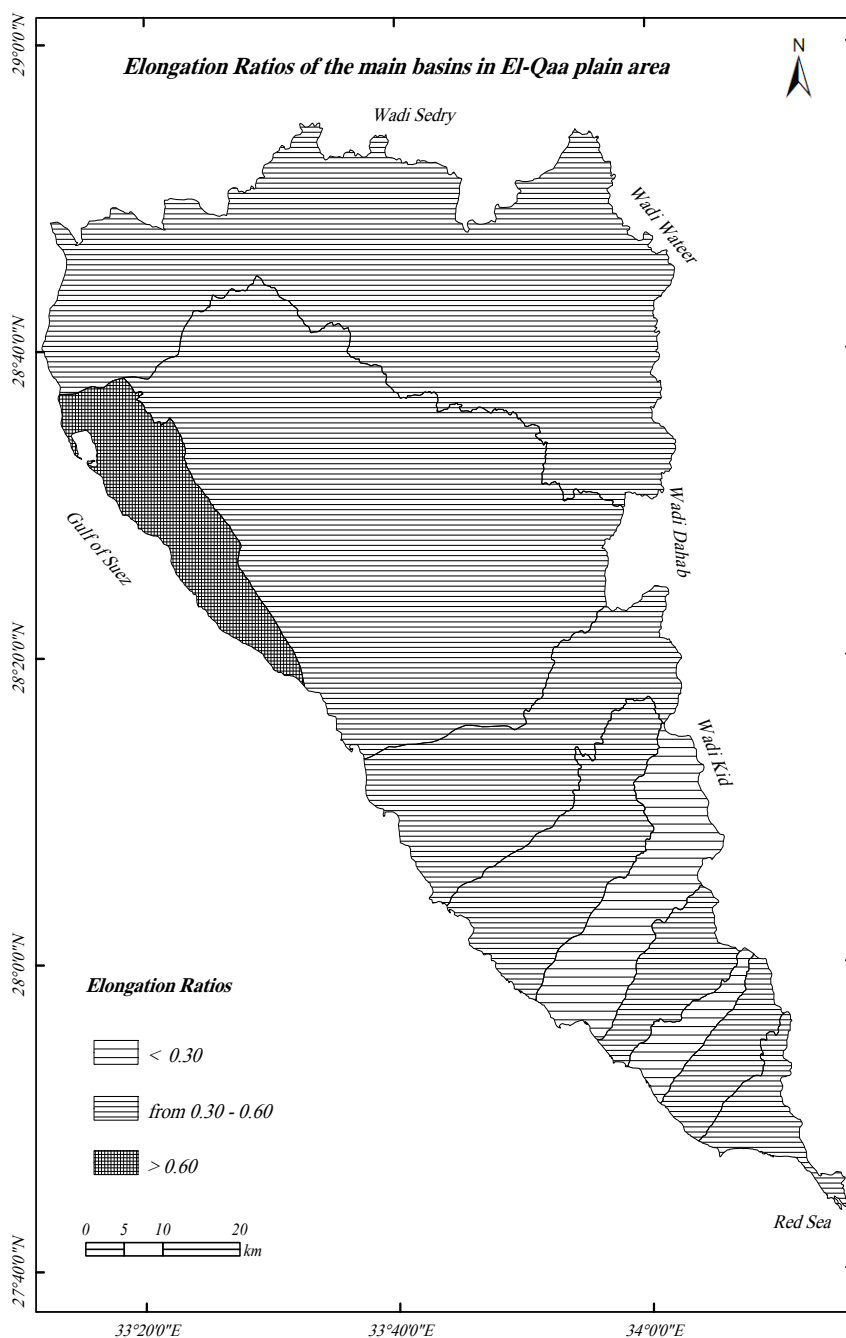 Elongation Ratios of the main basins in El-Qaa plain area
N
Wadi Sedry
Wadi Wateer
Wadi Dahab
Gulf of Suez
Wadi Kid
Red Sea
Elongation Ratios
< 0.30
from 0.30 - 0.60
> 0.60
0 5 10 20
km
29°0'0"N
28°40'0"N
28°20'0"N
28°0'0"N
27°40'0"N
33°20'0"E 33°40'0"E 34°0'0"E